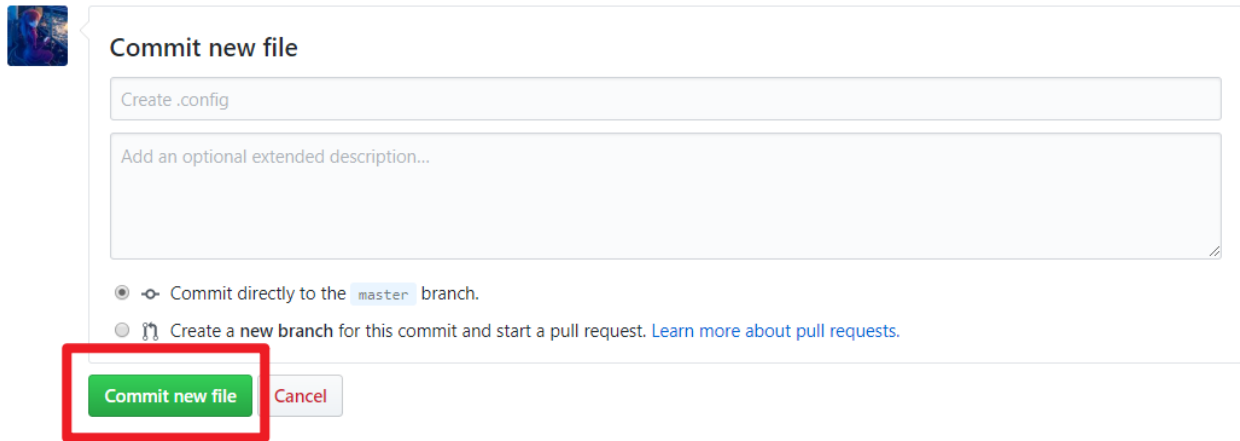 Commit new file
Create .config
Add an optional extended description...
Commit directly to the master branch.
Create a new branch for this commit and start a pull request. Learn more about pull requests.
Commit new file
Cancel